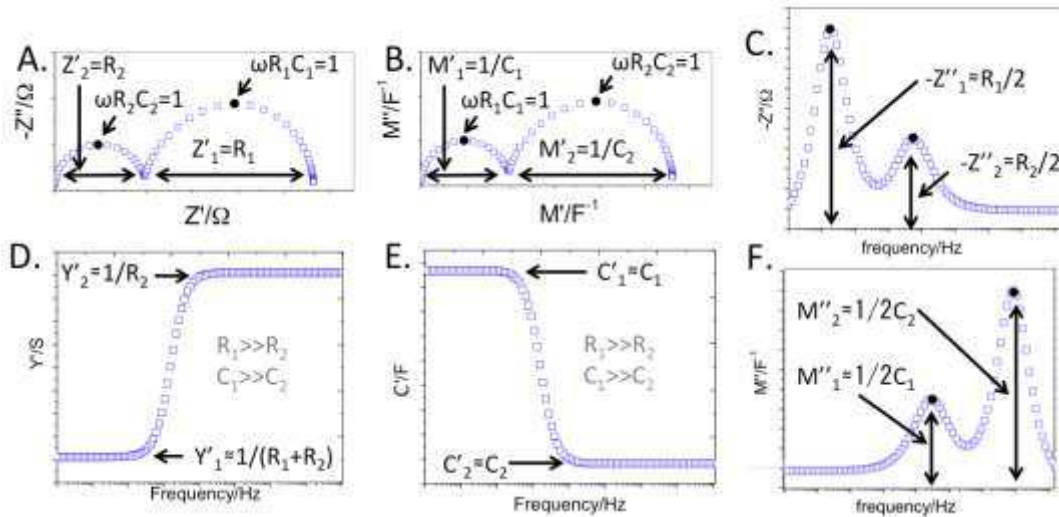 A.
Z'₂=R₂
ωR₂C₂=1
ωR₁C₁=1
Z'₁=R₁
-Z"/Ω
Z'/Ω
B.
M'₁=1/C₁
ωR₁C₁=1
ωR₂C₂=1
M'₂=1/C₂
M"/F⁻¹
M'/F⁻¹
C.
-Z''₁=R₁/2
-Z''₂=R₂/2
-Z"/Ω
frequency/Hz
D.
Y'₂=1/R₂
R₁>>R₂
C₁>>C₂
Y'₁≈1/(R₁+R₂)
Y'/S
Frequency/Hz
E.
C'₁≈C₁
R₁>>R₂
C₁>>C₂
C'₂=C₂
C'/F
Frequency/Hz
F.
M''₂=1/2C₂
M''₁≈1/2C₁
M"/F⁻¹
frequency/Hz